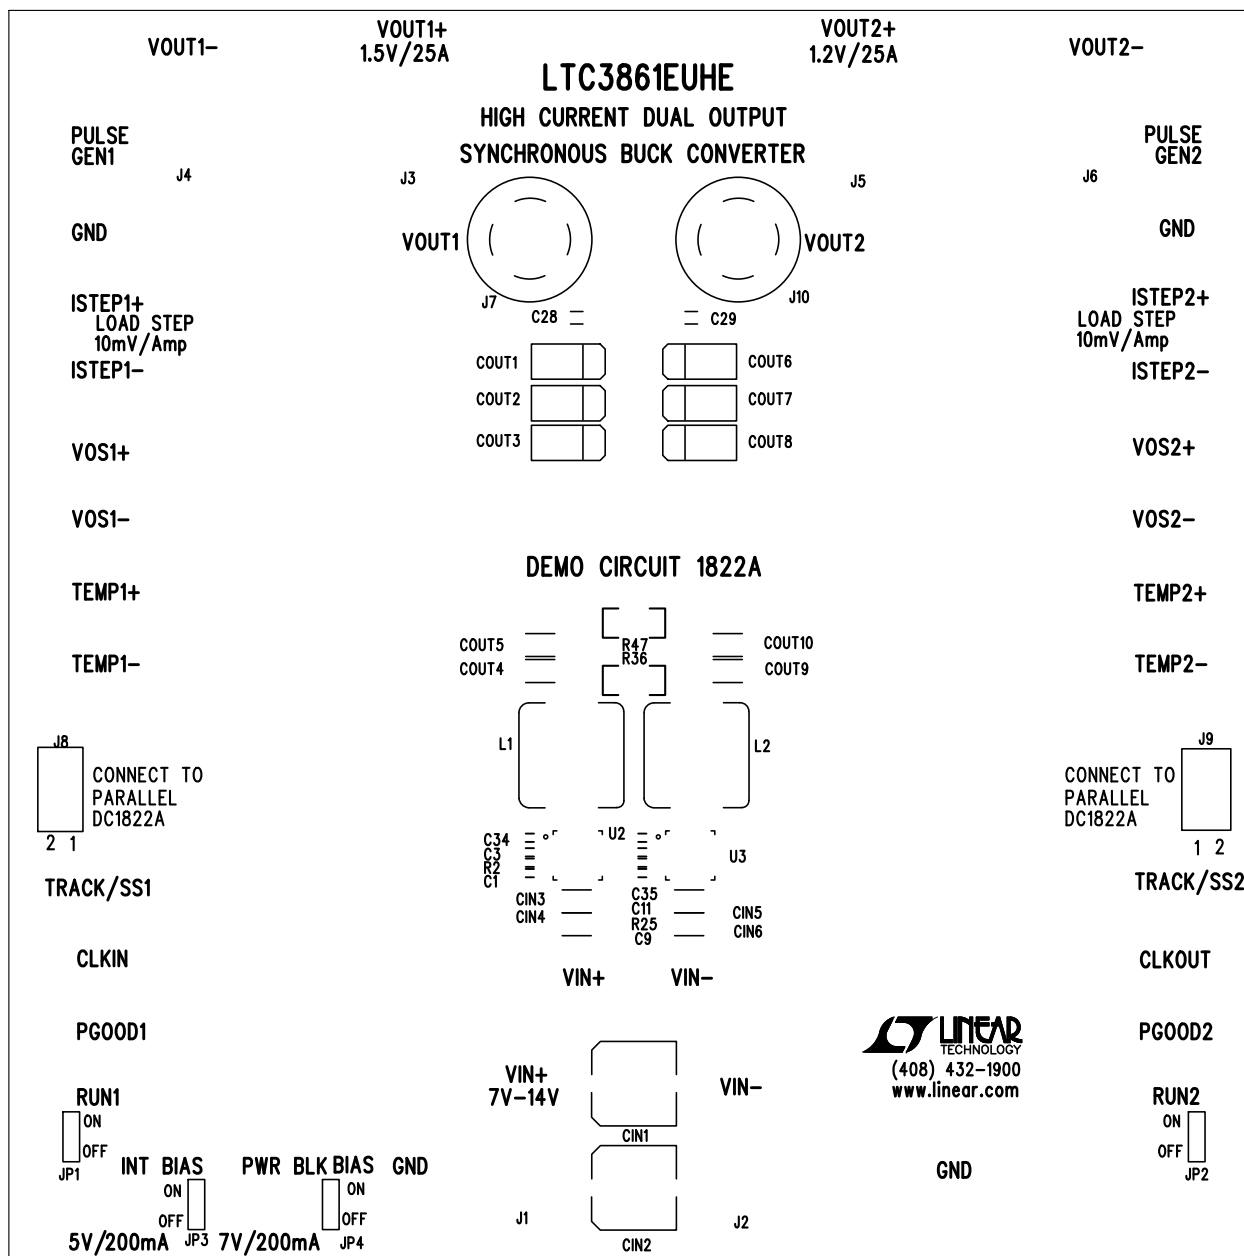 VOUT1-
VOUT1+
1.5V/25A
VOUT2+
1.2V/25A
VOUT2-
LTC3861EUHE
HIGH CURRENT DUAL OUTPUT
SYNCHRONOUS BUCK CONVERTER
PULSE
GEN1
J4
J3
J5
J6
PULSE
GEN2
GND
VOUT1
VOUT2
GND
J7
J10
ISTEP1+
LOAD STEP
10mV/Amp
ISTEP1-
C28
C29
ISTEP2+
LOAD STEP
10mV/Amp
ISTEP2-
COUT1
COUT6
COUT2
COUT7
COUT3
COUT8
VOS1+
VOS2+
VOS1-
VOS2-
DEMO CIRCUIT 1822A
TEMP1+
TEMP2+
COUT5
R47
COUT10
COUT4
R36
COUT9
TEMP1-
TEMP2-
J8
L1
L2
J9
CONNECT TO
PARALLEL
DC1822A
2 1
CONNECT TO
PARALLEL
DC1822A
1 2
C34
C3
R2
C1
U2
U3
TRACK/SS1
TRACK/SS2
CIN3
CIN4
C35
C11
R25
C9
CIN5
CIN6
CLKIN
VIN+
VIN-
CLKOUT
PGOOD1
LINEAR
TECHNOLOGY
(408) 432-1900
www.linear.com
PGOOD2
VIN+
7V-14V
VIN-
RUN1
ON
OFF
JP1
CIN1
RUN2
ON
OFF
JP2
INT BIAS
PWR BLK BIAS
GND
GND
ON
OFF
JP3
ON
OFF
JP4
5V/200mA
7V/200mA
J1
J2
CIN2